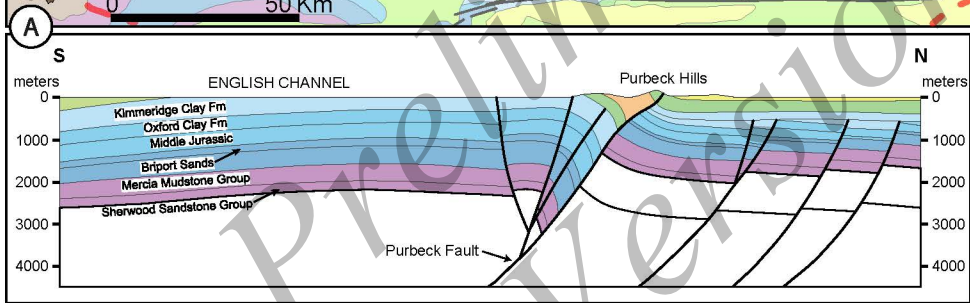 0 50 Km
A
S N
meters ENGLISH CHANNEL Purbeck Hills meters
0 0
Kimmeridge Clay Fm
Oxford Clay Fm
1000 Middle Jurassic 1000
Briport Sands
2000 Mercia Mudstone Group 2000
Sherwood Sandstone Group
3000 3000
Purbeck Fault
4000 4000
Prelin
Version